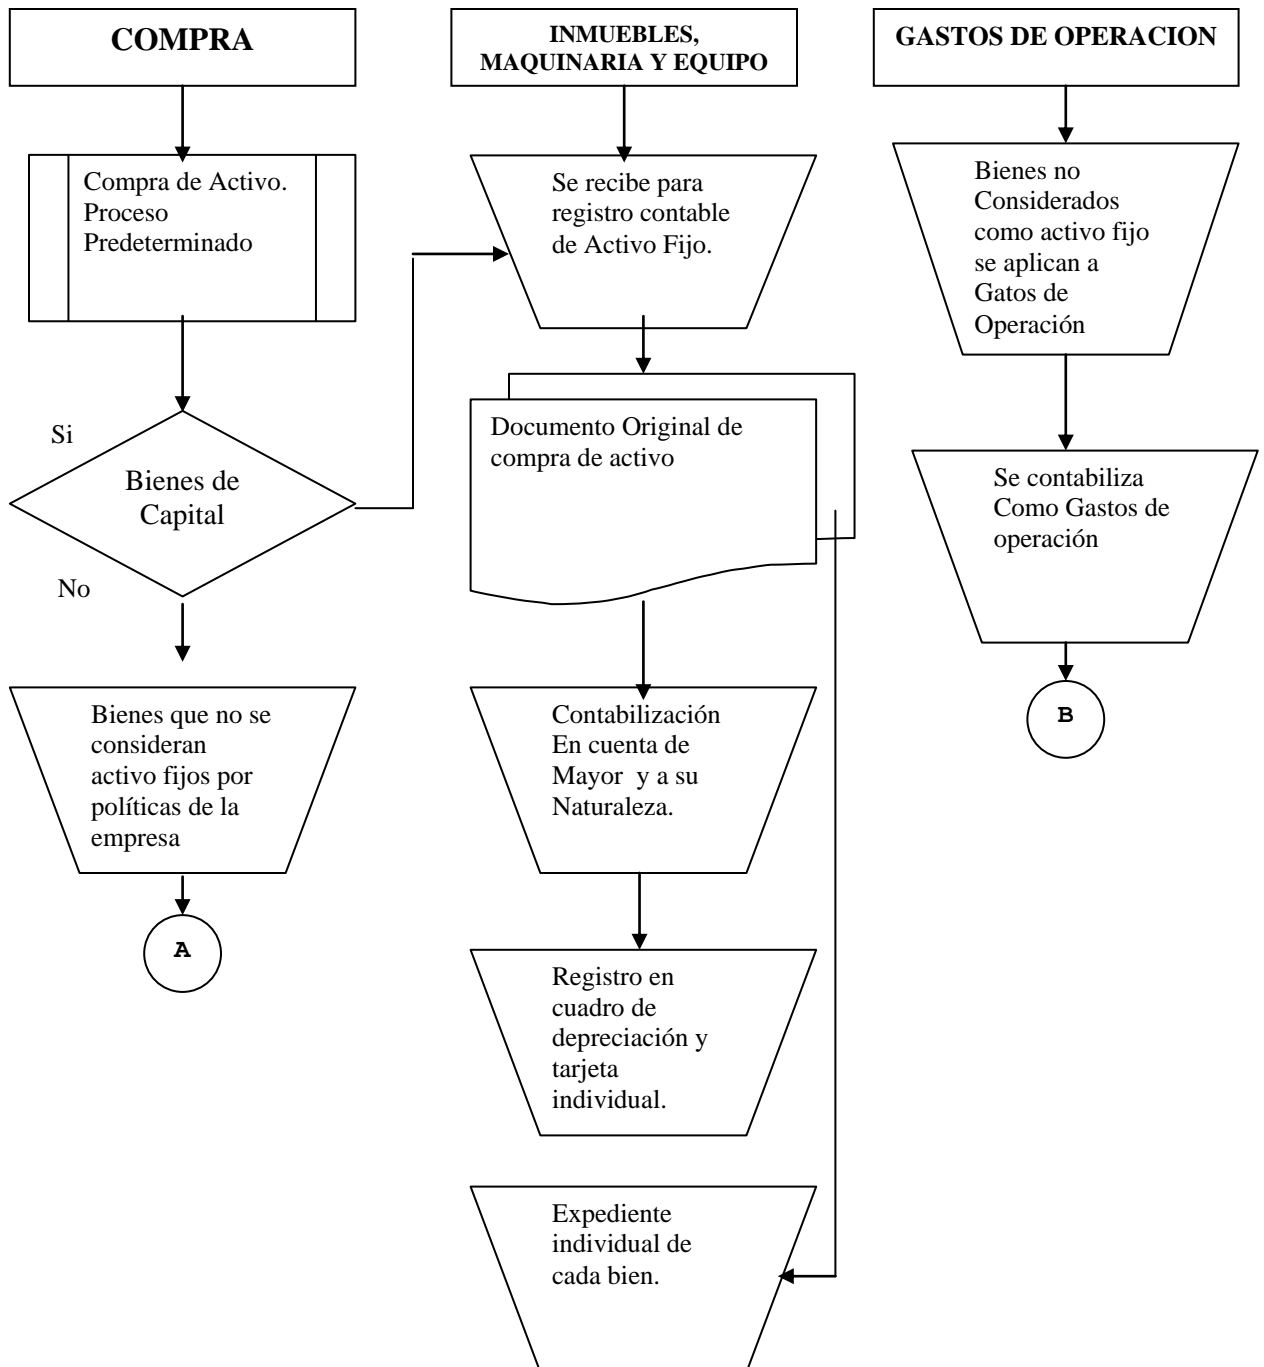 COMPRA
Compra de Activo.
Proceso
Predeterminado
Si
Bienes de
Capital
No
Bienes que no se
consideran
activo fijos por
políticas de la
empresa
A
INMUEBLES,
MAQUINARIA Y EQUIPO
Se recibe para
registro contable
de Activo Fijo.
Documento Original de
compra de activo
Contabilización
En cuenta de
Mayor y a su
Naturaleza.
Registro en
cuadro de
depreciación y
tarjeta
individual.
Expediente
individual de
cada bien.
GASTOS DE OPERACION
Bienes no
Considerados
como activo fijo
se aplican a
Gatos de
Operación
Se contabiliza
Como Gastos de
operación
B